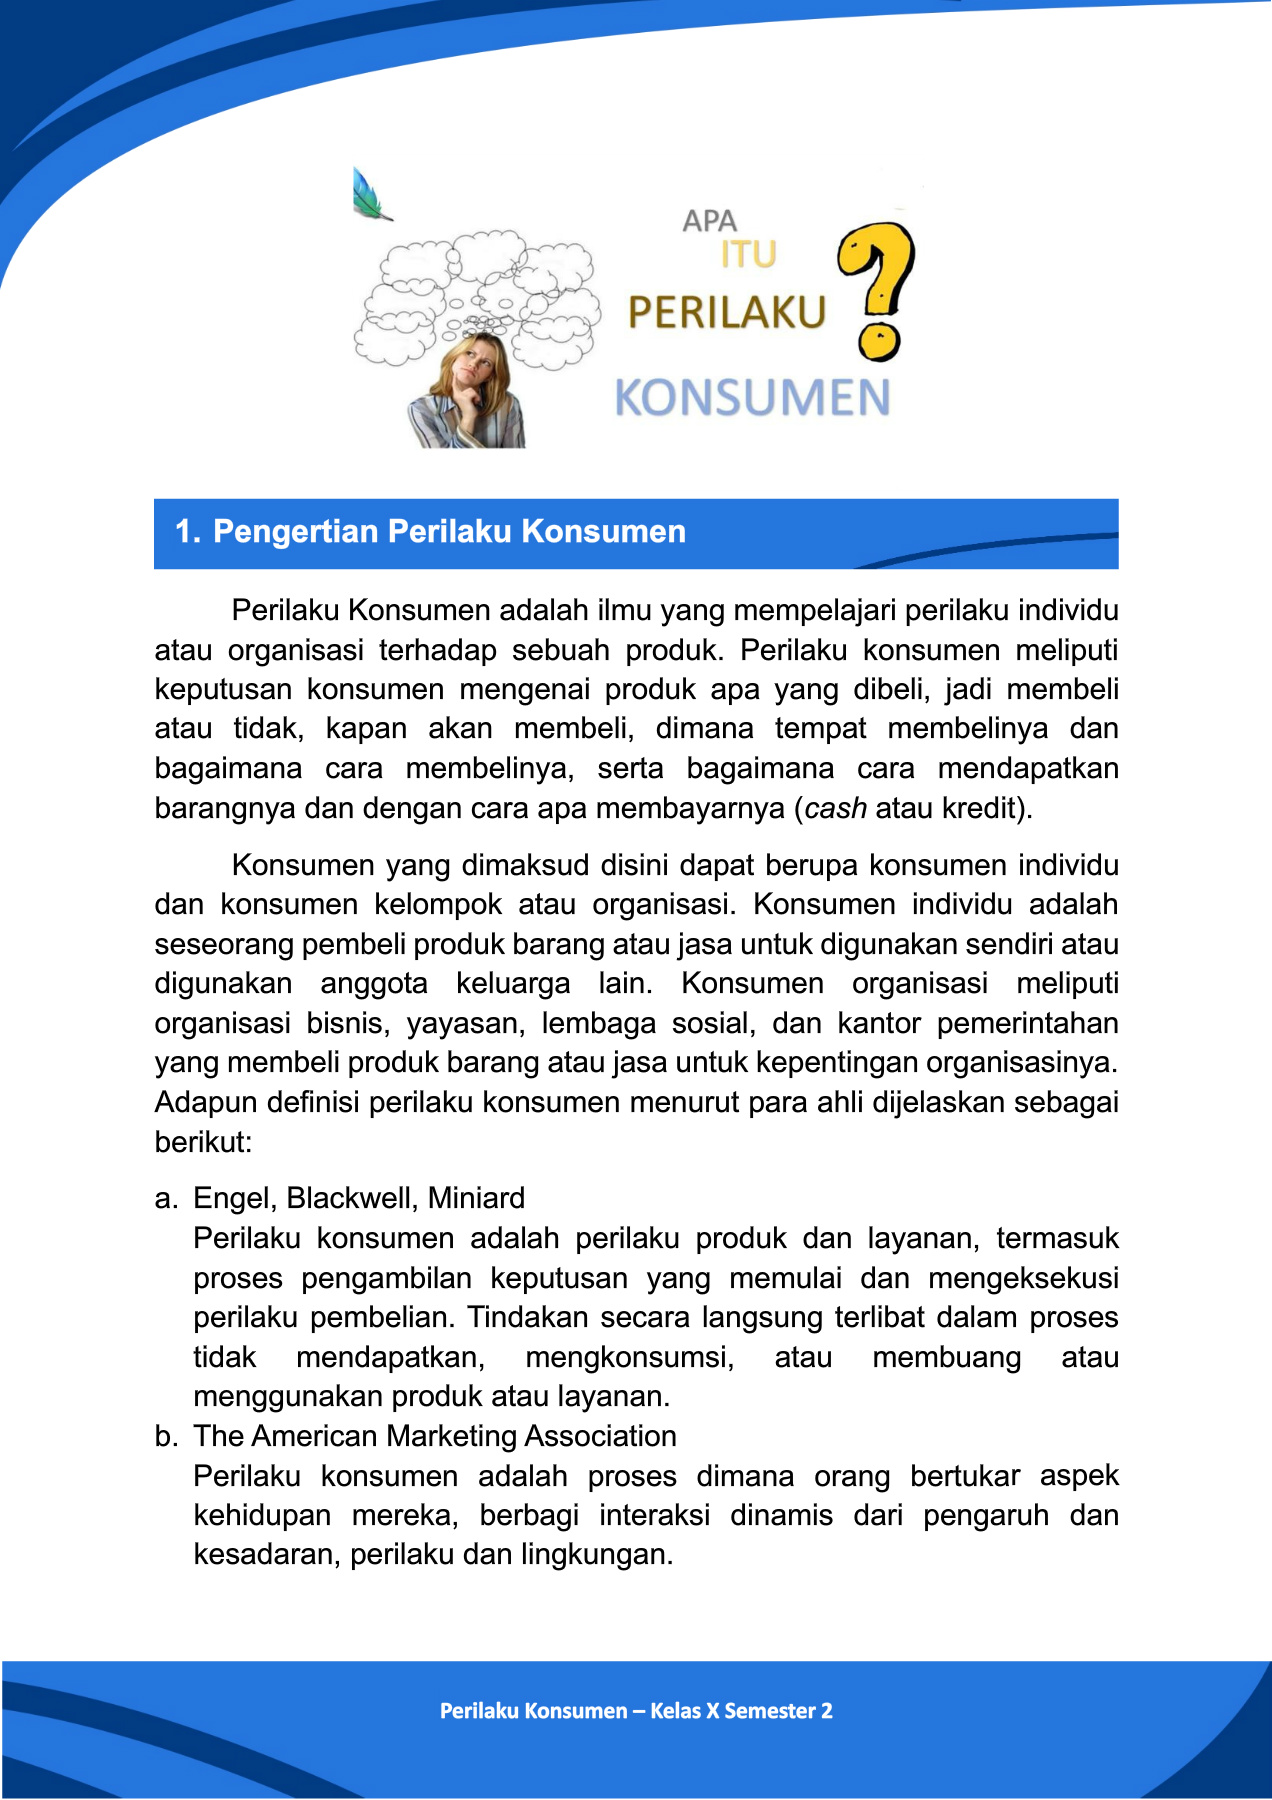 APA
ITU
PERILAKU
KONSUMEN
?
1. Pengertian Perilaku Konsumen
Perilaku Konsumen adalah ilmu yang mempelajari perilaku individu
atau organisasi terhadap sebuah produk. Perilaku konsumen meliputi
keputusan konsumen mengenai produk apa yang dibeli, jadi membeli
atau tidak, kapan akan membeli, dimana tempat membelinya dan
bagaimana cara membelinya, serta bagaimana cara mendapatkan
barangnya dan dengan cara apa membayarnya (cash atau kredit).
Konsumen yang dimaksud disini dapat berupa konsumen individu
dan konsumen kelompok atau organisasi. Konsumen individu adalah
seseorang pembeli produk barang atau jasa untuk digunakan sendiri atau
digunakan anggota keluarga lain. Konsumen organisasi meliputi
organisasi bisnis, yayasan, lembaga sosial, dan kantor pemerintahan
yang membeli produk barang atau jasa untuk kepentingan organisasinya.
Adapun definisi perilaku konsumen menurut para ahli dijelaskan sebagai
berikut:
a. Engel, Blackwell, Miniard
Perilaku konsumen adalah perilaku produk dan layanan, termasuk
proses pengambilan keputusan yang memulai dan mengeksekusi
perilaku pembelian. Tindakan secara langsung terlibat dalam proses
tidak mendapatkan, mengkonsumsi, atau membuang atau
menggunakan produk atau layanan.
b. The American Marketing Association
Perilaku konsumen adalah proses dimana orang bertukar aspek
kehidupan mereka, berbagi interaksi dinamis dari pengaruh dan
kesadaran, perilaku dan lingkungan.
Perilaku Konsumen – Kelas X Semester 2